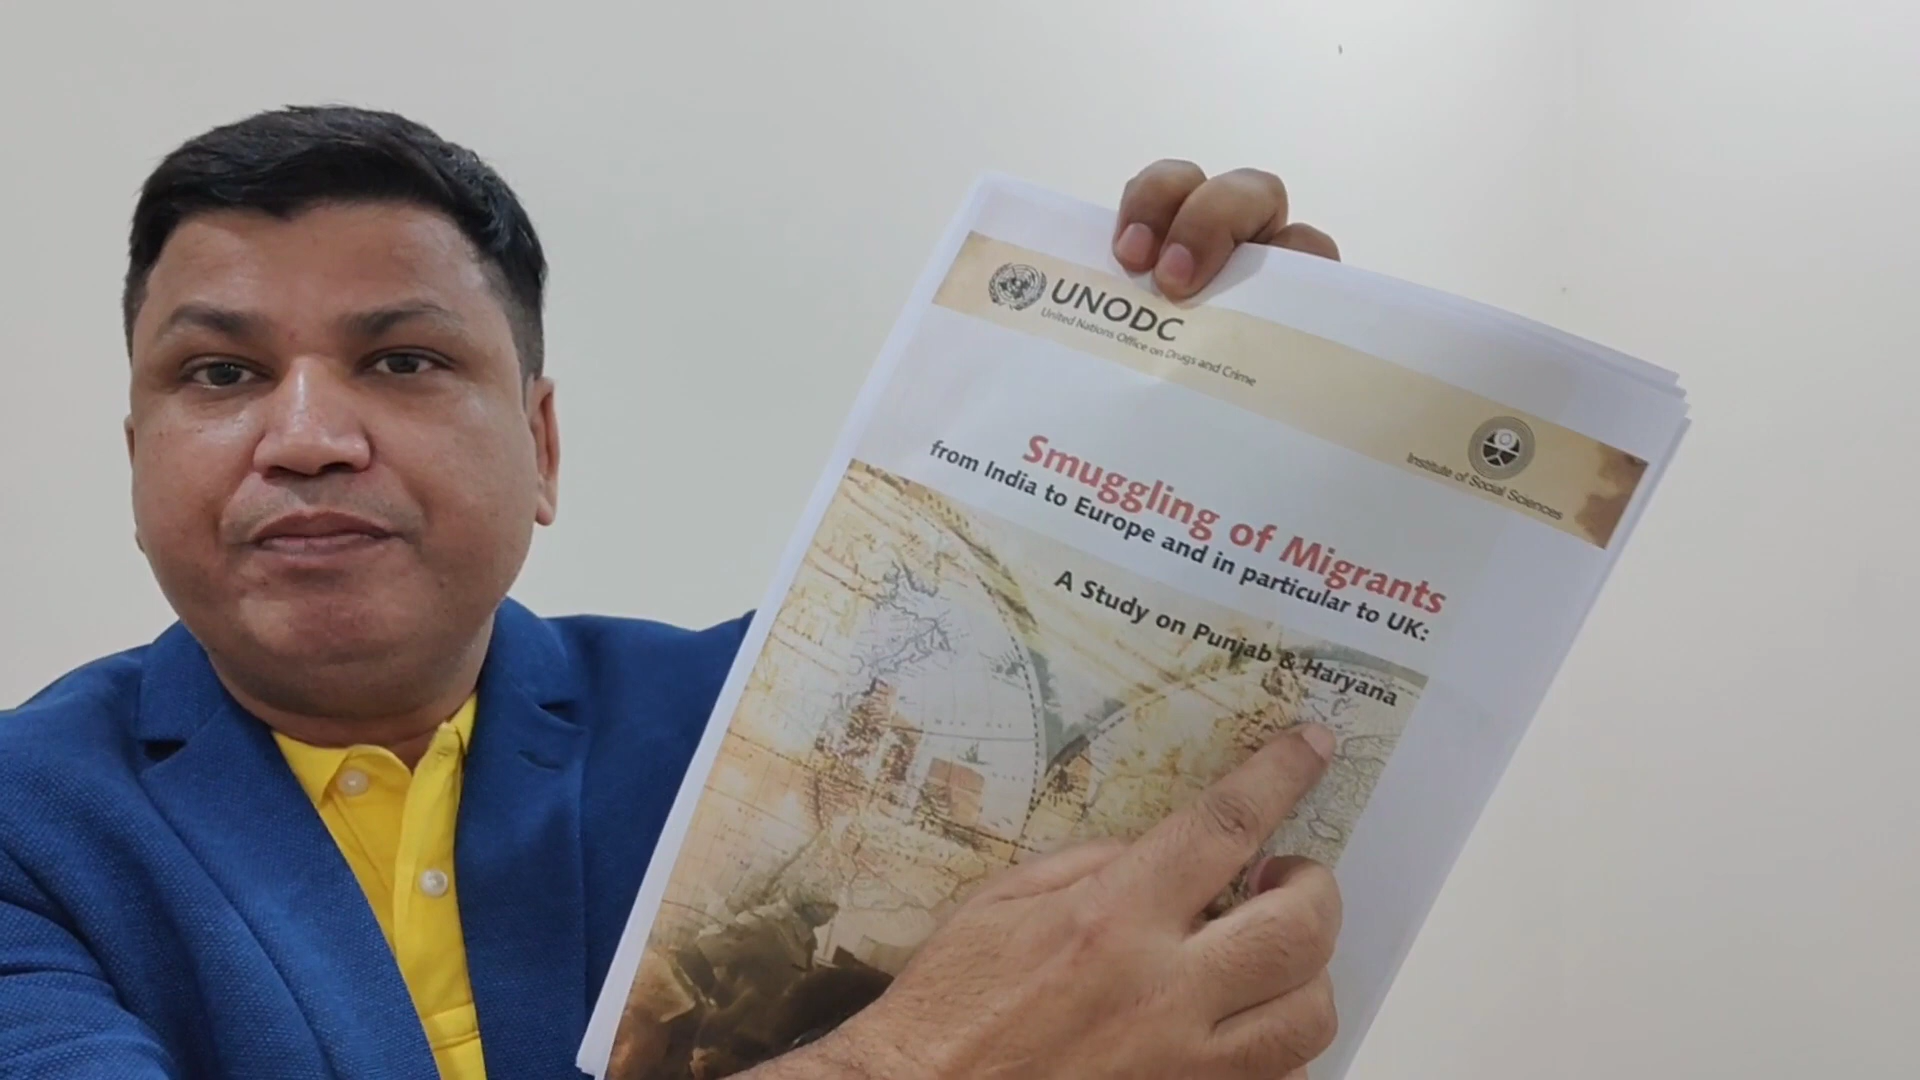 UNODC
United Nations Office on Drugs and Crime
Institute of Social Sciences
Smuggling of Migrants
from India to Europe and in particular to UK:
A Study on Punjab & Haryana